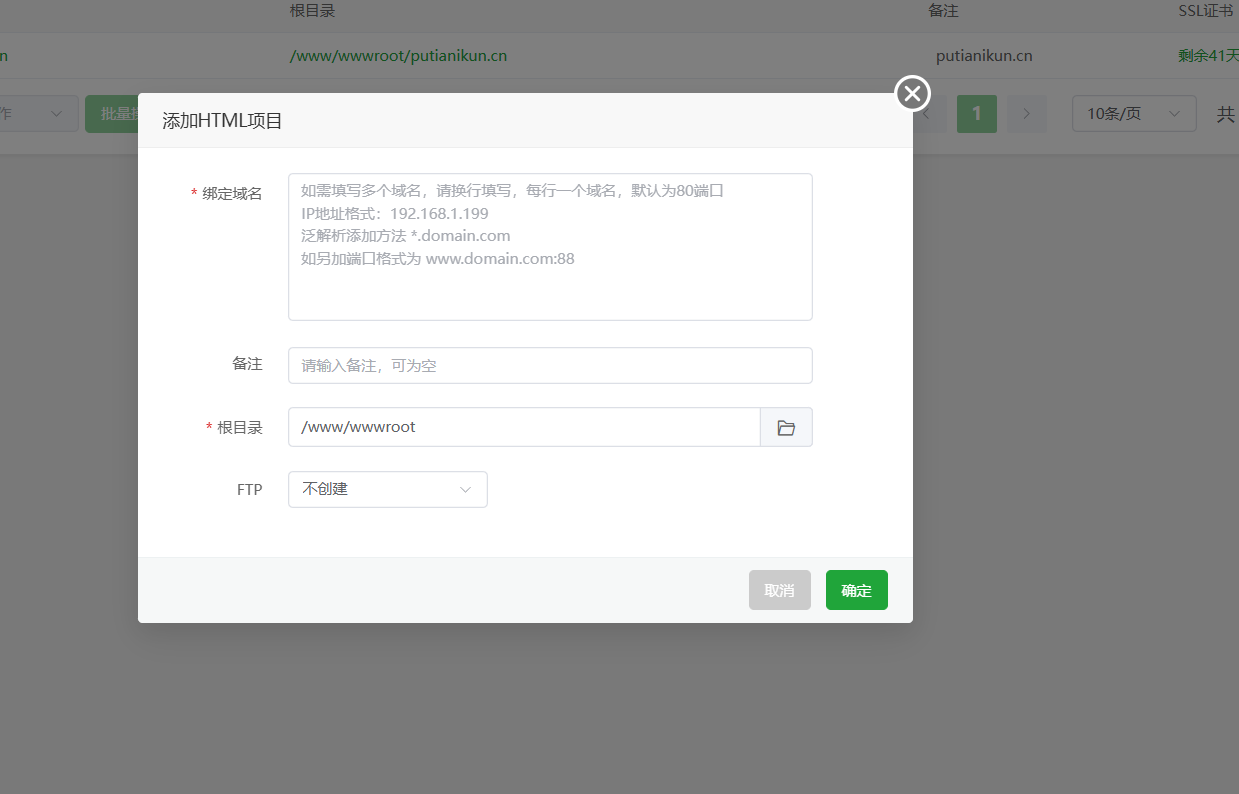 根目录 备注 SSL证书
n /www/wwwroot/putianikun.cn putianikun.cn 剩余41天
作 批量 1 10条/页 共
添加HTML项目
* 绑定域名
如需填写多个域名，请换行填写，每行一个域名，默认为80端口
IP地址格式：192.168.1.199
泛解析添加方法 *.domain.com
如另加端口格式为 www.domain.com:88
备注 请输入备注，可为空
* 根目录 /www/wwwroot
FTP 不创建
取消 确定